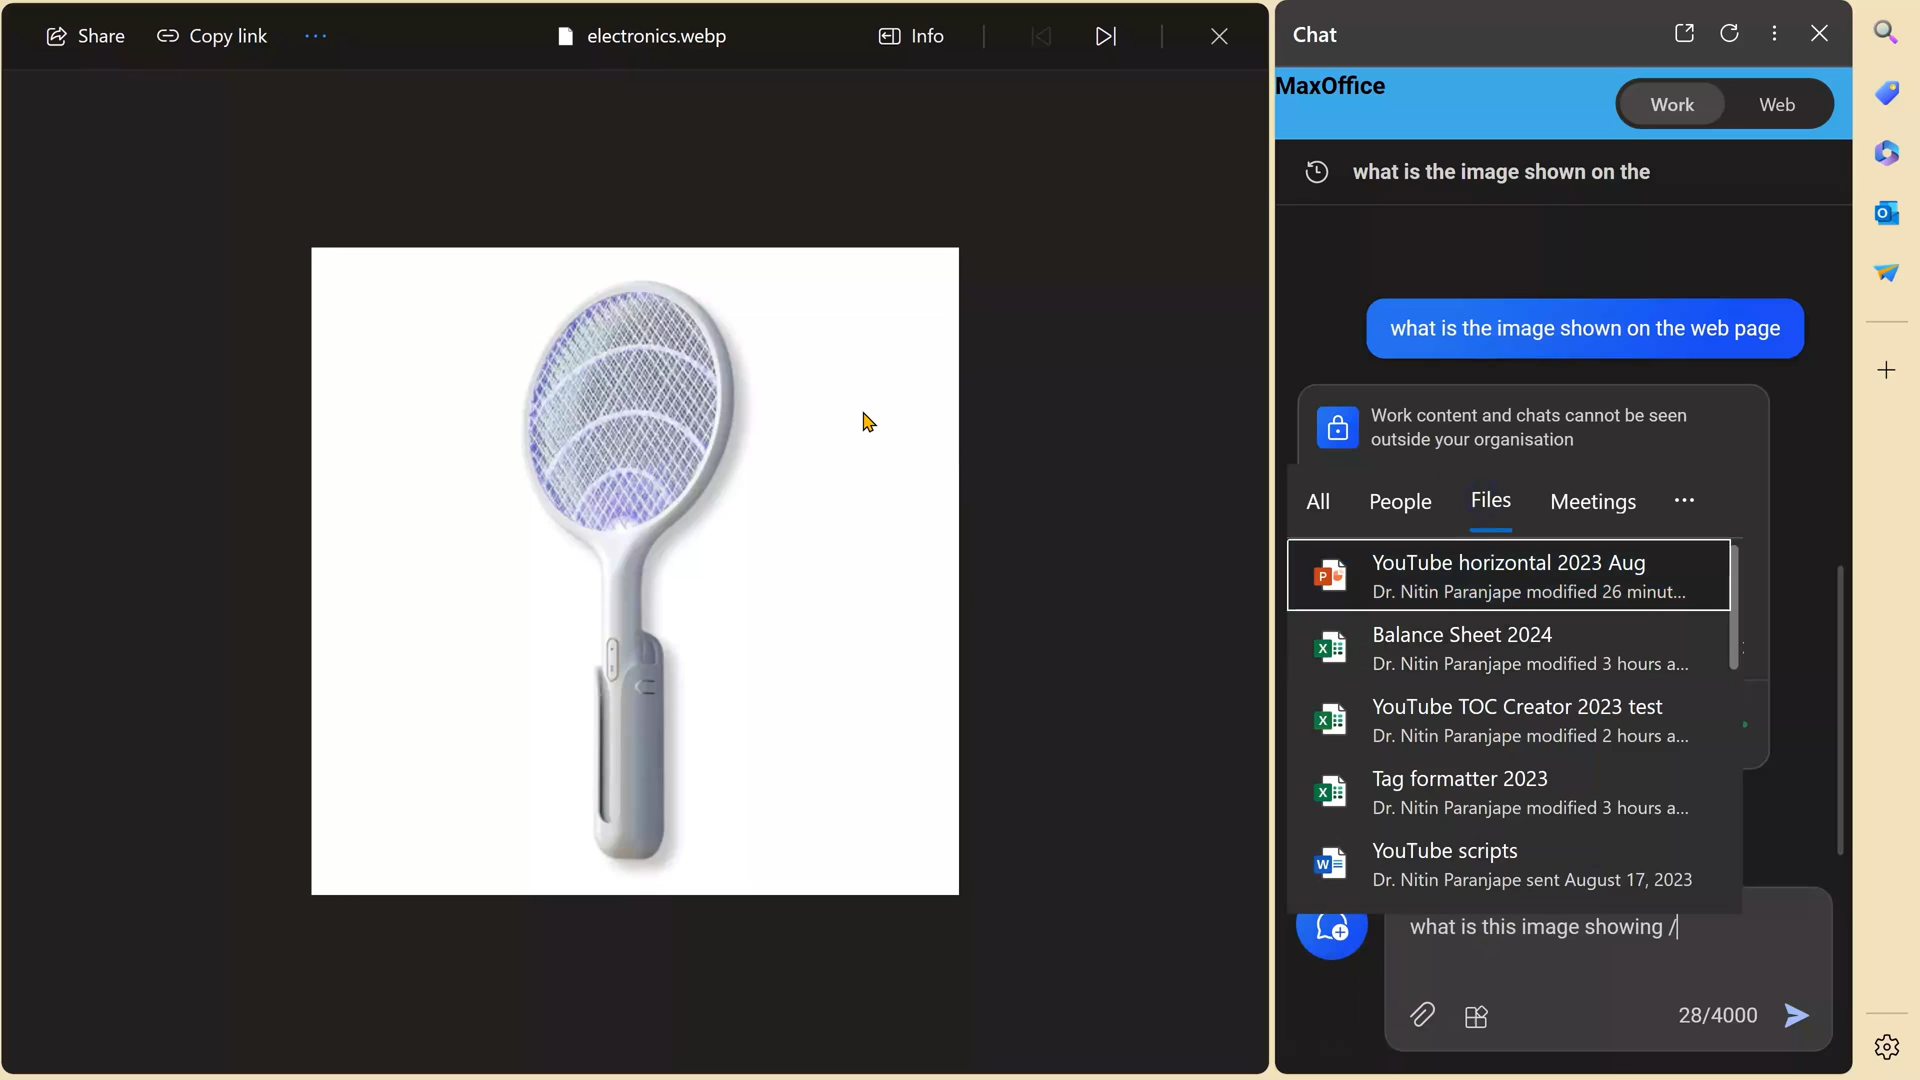 Share
Copy link
electronics.webp
Info
Chat
MaxOffice
Work
Web
what is the image shown on the
what is the image shown on the web page
Work content and chats cannot be seen
outside your organisation
All
People
Files
Meetings
YouTube horizontal 2023 Aug
Dr. Nitin Paranjape modified 26 minut...
Balance Sheet 2024
Dr. Nitin Paranjape modified 3 hours a...
YouTube TOC Creator 2023 test
Dr. Nitin Paranjape modified 2 hours a...
Tag formatter 2023
Dr. Nitin Paranjape modified 3 hours a...
YouTube scripts
Dr. Nitin Paranjape sent August 17, 2023
what is this image showing /
28/4000